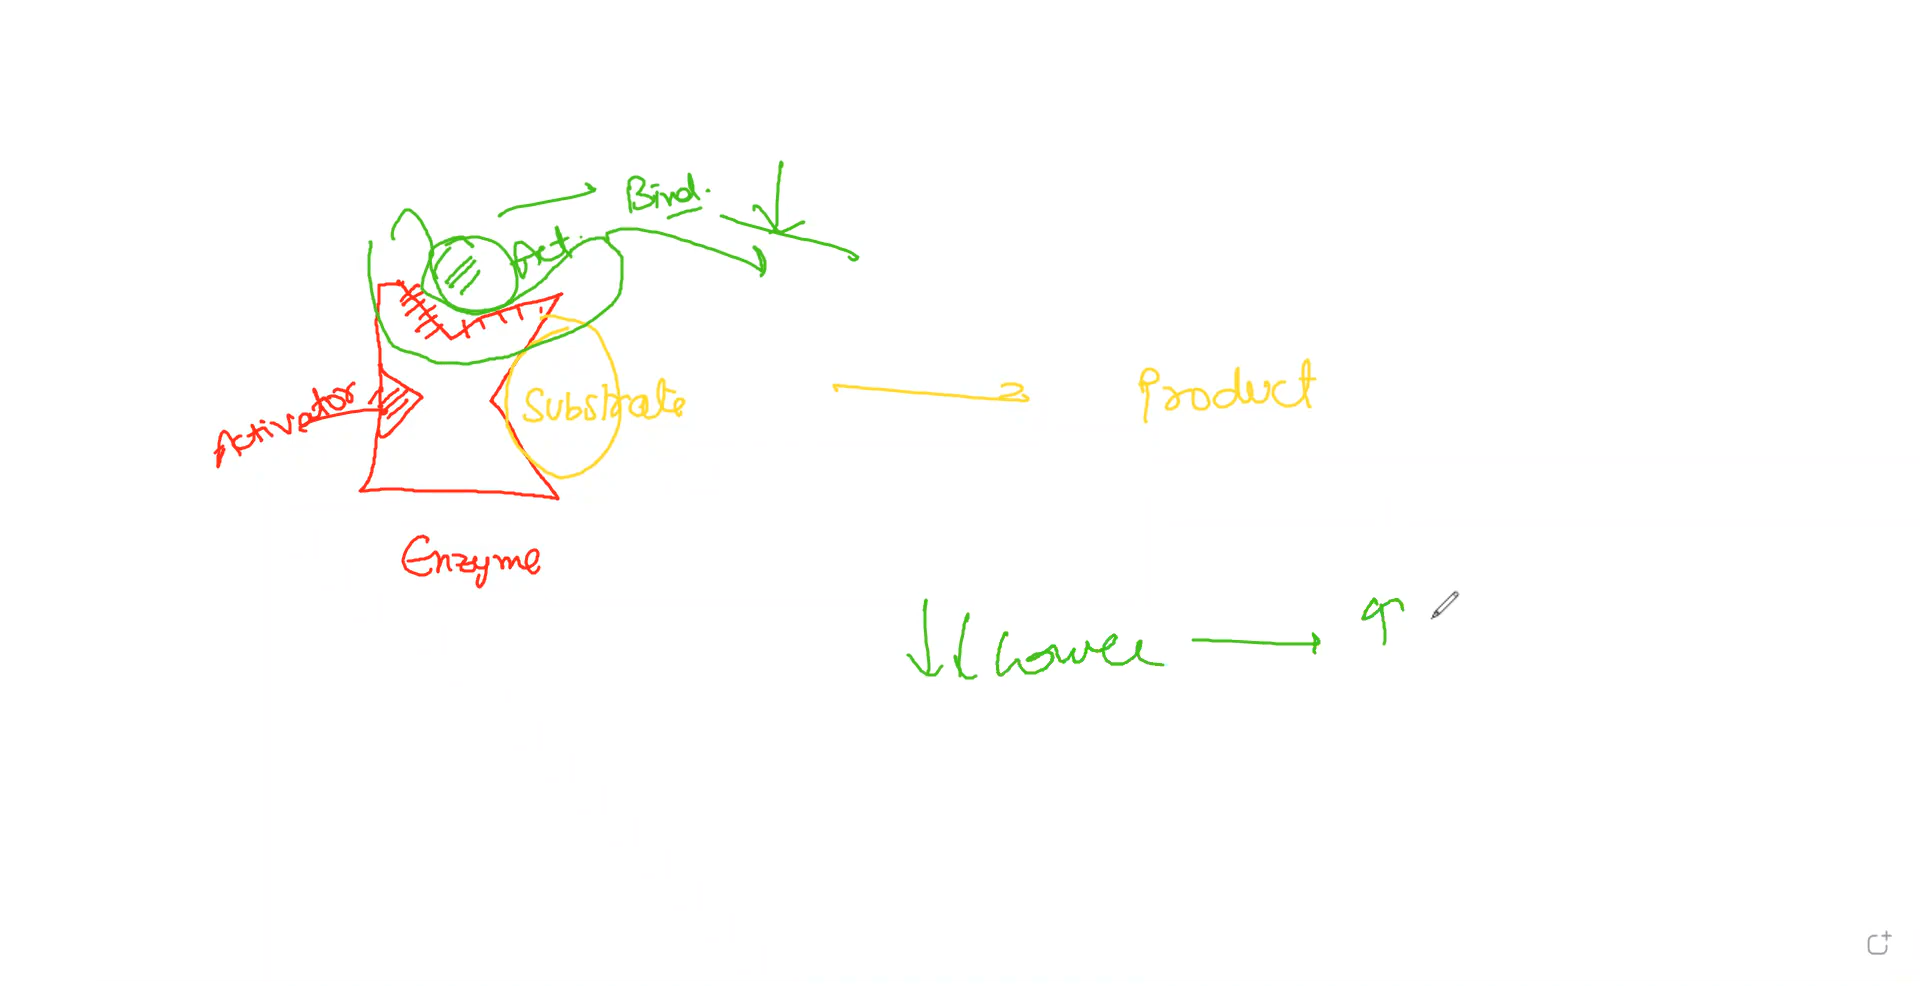 Bind.
Act.
Substrate
Product
Activator
Enzyme
Lower